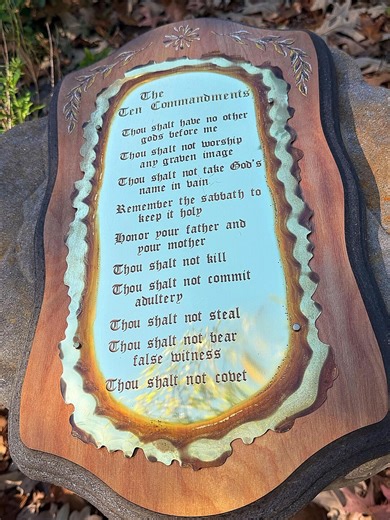 The
Ten Commandments
Thou shalt have no other
gods before me
Thou shalt not worship
any graven image
Thou shalt not take God's
name in vain
Remember the sabbath to
keep it holy
Honor your father and
your mother
Thou shalt not kill
Thou shalt not commit
adultery
Thou shalt not steal
Thou shalt not bear
false witness
Thou shalt not covet